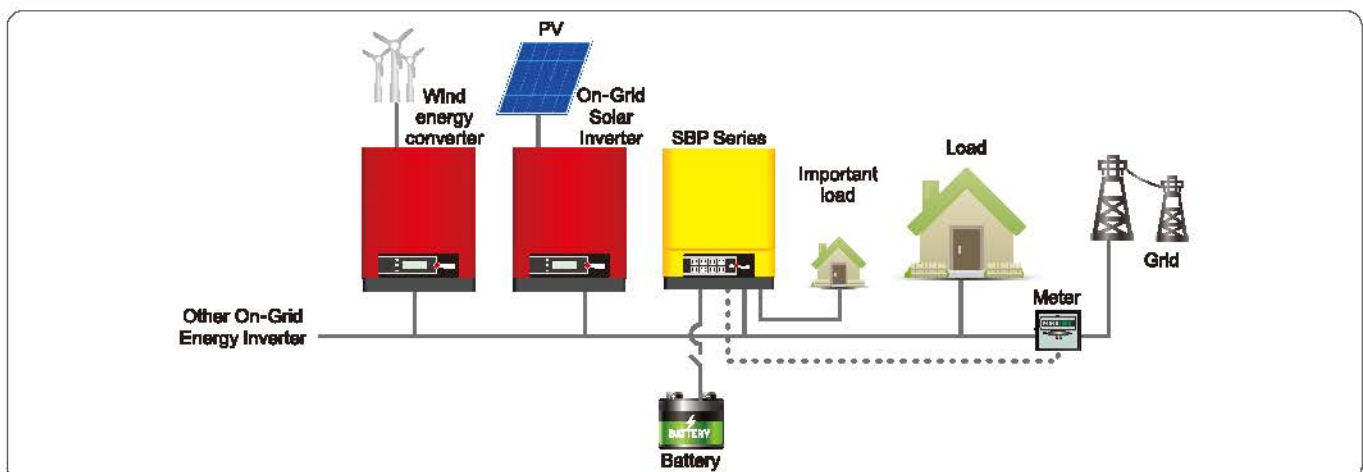 PV
Wind
energy
converter
On-Grid
Solar
Inverter
SBP Series
Important
load
Load
Grid
Meter
Other On-Grid
Energy Inverter
BATTERY
Battery